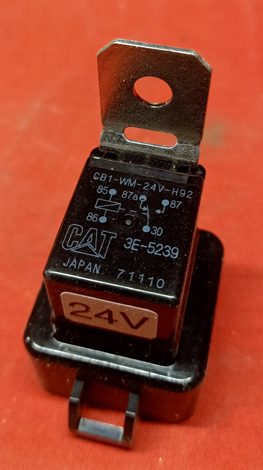 CB1-WM-24V-H92
85 87a 87
86 30
CAT 3E-5239
JAPAN 71110
24V